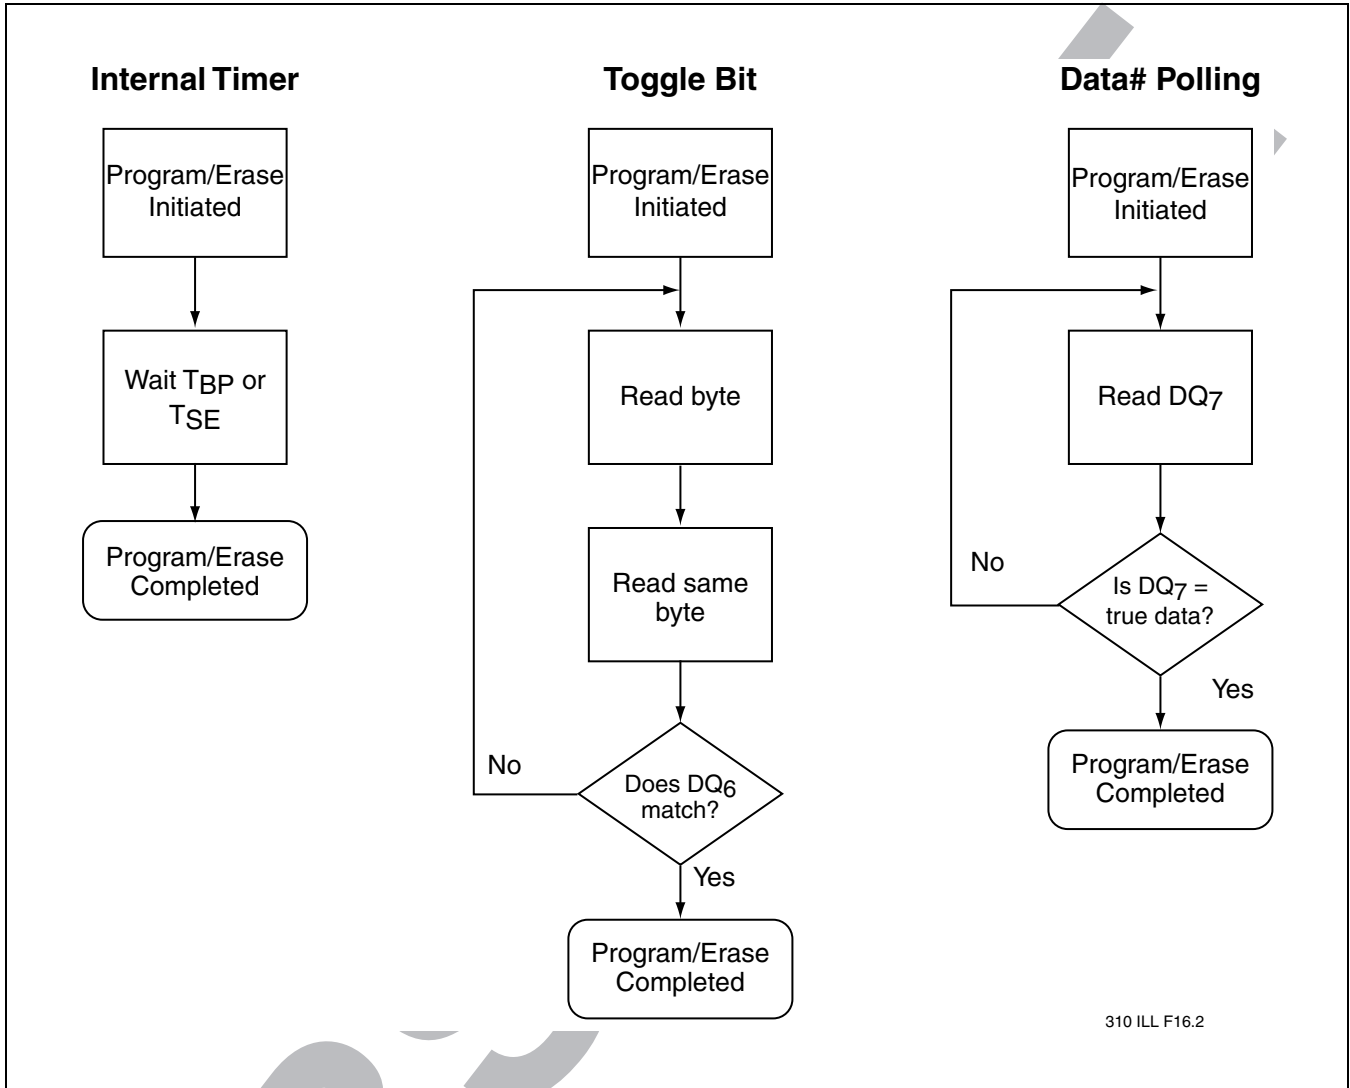 Internal Timer
Program/Erase
Initiated
Wait TBP or
TSE
Program/Erase
Completed
Toggle Bit
Program/Erase
Initiated
Read byte
Read same
byte
No
Does DQ6
match?
Yes
Program/Erase
Completed
Data# Polling
Program/Erase
Initiated
Read DQ7
No
Is DQ7 =
true data?
Yes
Program/Erase
Completed
310 ILL F16.2